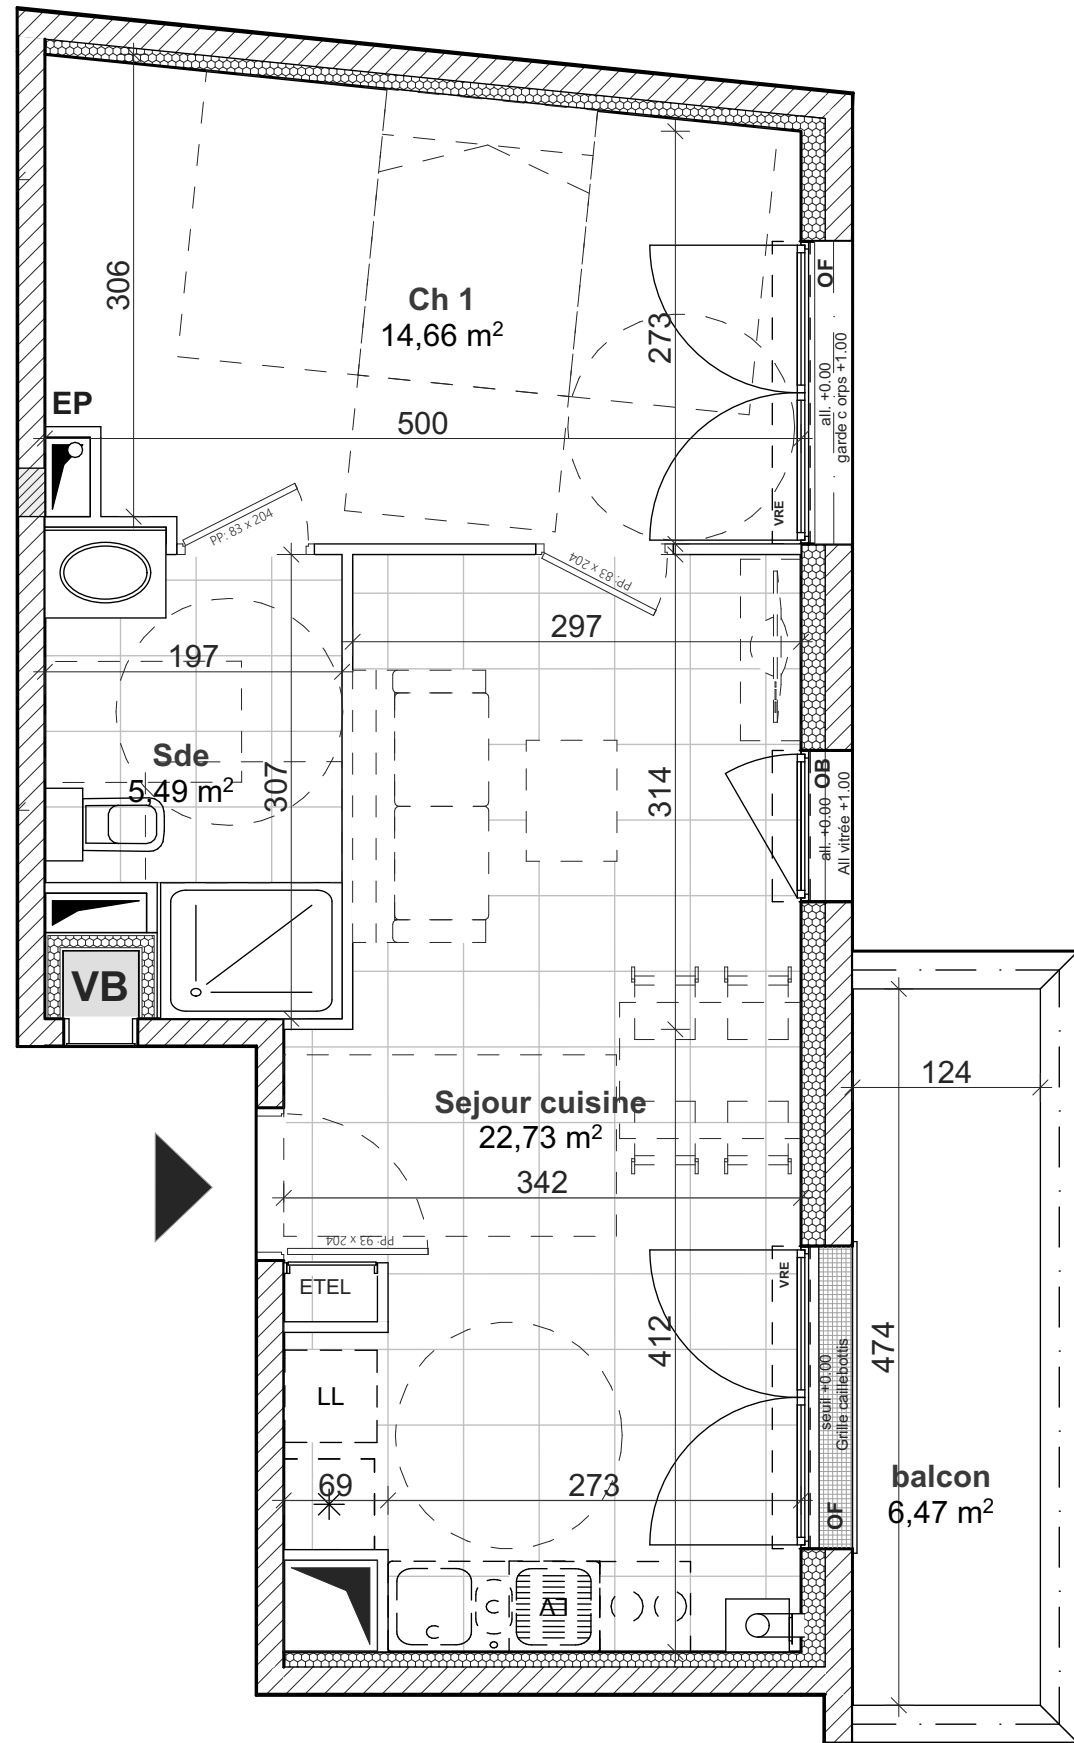 306
Ch 1
14,66 m²
273
OF
all. +0.00
garde c orps +1.00
EP
500
VRE
PP: 83 x 204
PP: 83 x 204
297
197
Sde
5,49 m²
307
314
OB
all. +0.00
All vitrée +1.00
VB
124
Sejour cuisine
22,73 m²
342
PP: 93 x 204
VRE
ETEL
412
474
seuil +0.00
Grille caillebottis
LL
69
273
balcon
6,47 m²
OF
EV